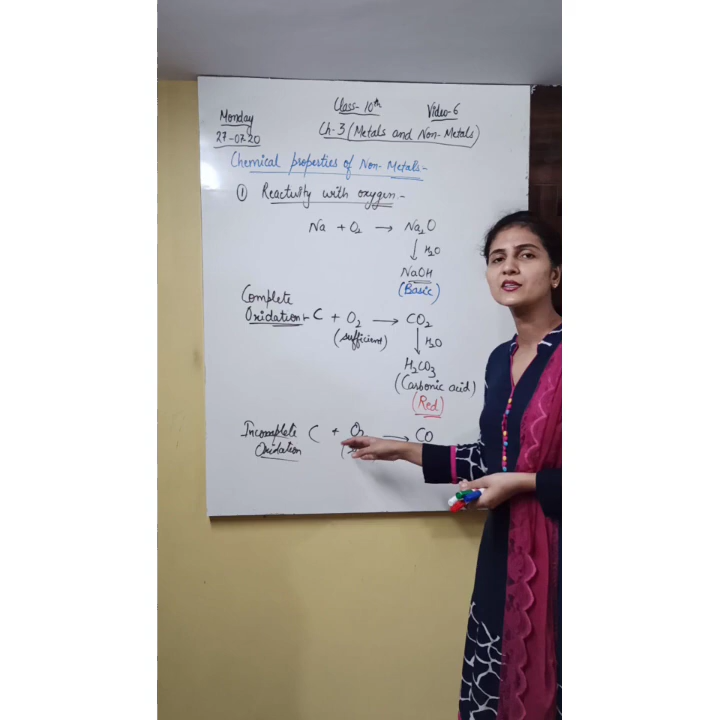 Class-10th
Video-6
Monday
27-07-20
Ch-3 (Metals and Non-Metals)
Chemical properties of Non-Metals-
① Reactivity with oxygen-
Na + O₂ → Na₂O
↓ H₂O
NaOH
(Basic)
Complete
Oxidation- C + O₂ → CO₂
(sufficient)
↓ H₂O
H₂CO₃
(Carbonic acid)
(Red)
Incomplete C + O₂ → CO
Oxidation